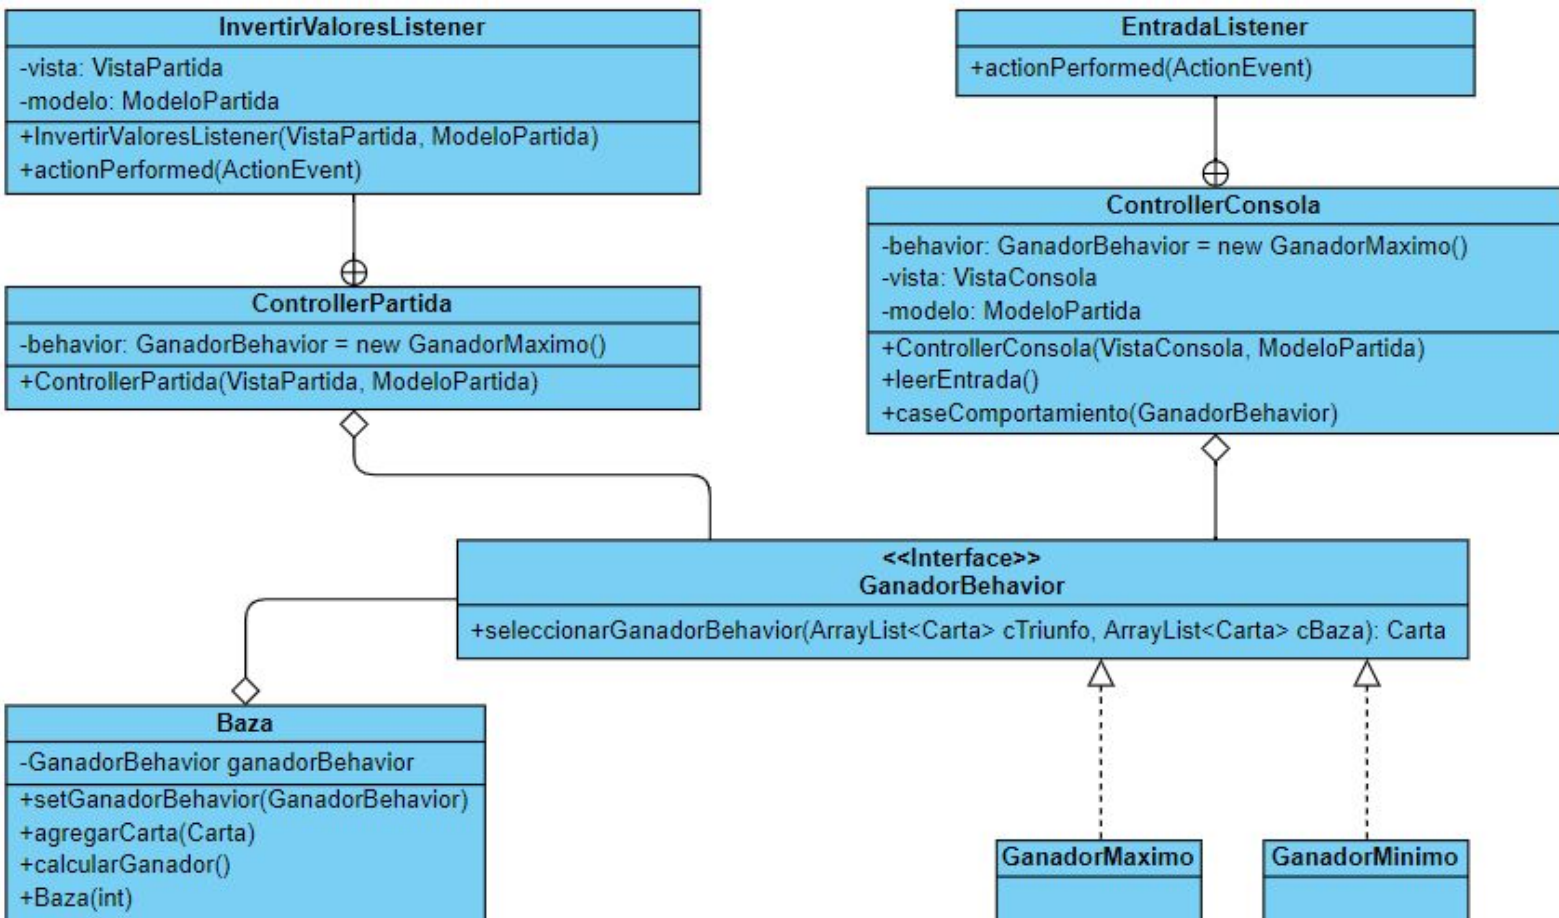 InvertirValoresListener
-vista: VistaPartida
-modelo: ModeloPartida
+InvertirValoresListener(VistaPartida, ModeloPartida)
+actionPerformed(ActionEvent)
EntradaListener
+actionPerformed(ActionEvent)
ControllerPartida
-behavior: GanadorBehavior = new GanadorMaximo()
+ControllerPartida(VistaPartida, ModeloPartida)
ControllerConsola
-behavior: GanadorBehavior = new GanadorMaximo()
-vista: VistaConsola
-modelo: ModeloPartida
+ControllerConsola(VistaConsola, ModeloPartida)
+leerEntrada()
+caseComportamiento(GanadorBehavior)
<<Interface>>
GanadorBehavior
+seleccionarGanadorBehavior(ArrayList<Carta> cTriunfo, ArrayList<Carta> cBaza): Carta
Baza
-GanadorBehavior ganadorBehavior
+setGanadorBehavior(GanadorBehavior)
+agregarCarta(Carta)
+calcularGanador()
+Baza(int)
GanadorMaximo
GanadorMinimo